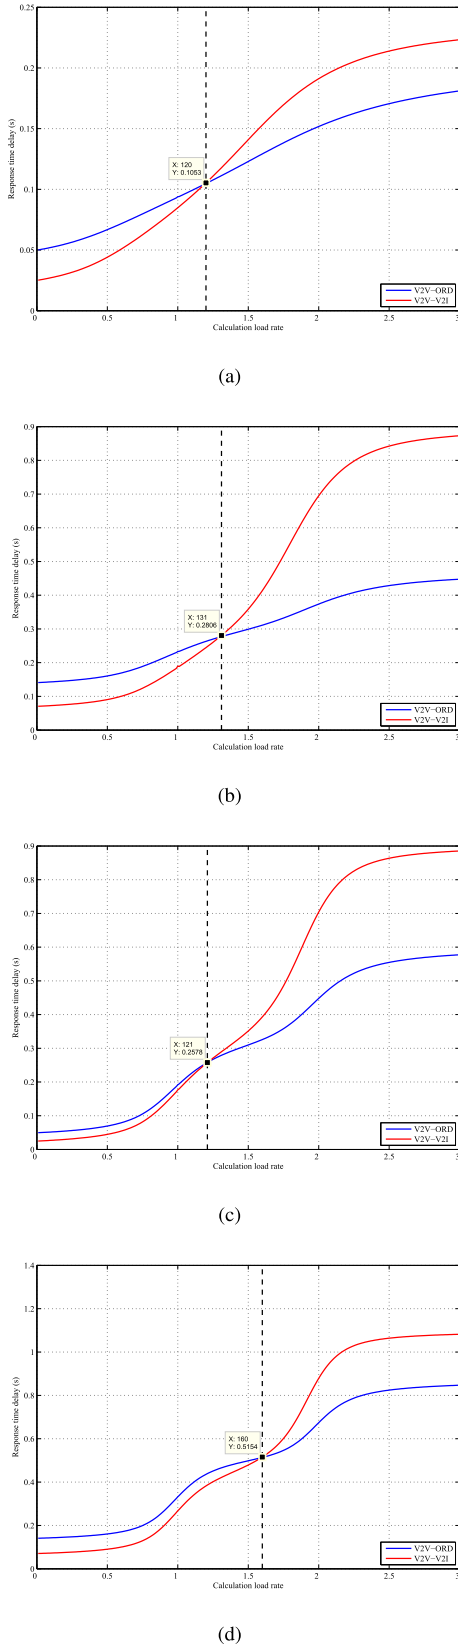 0.25
0.2
0.15
0.1
0.05
0
Response time delay (s)
X: 120
Y: 0.1053
V2V-ORD
V2V-V2I
0 0.5 1 1.5 2 2.5 3
Calculation load rate
(a)
0.9
0.8
0.7
0.6
0.5
0.4
0.3
0.2
0.1
0
Response time delay (s)
X: 131
Y: 0.2806
V2V-ORD
V2V-V2I
0 0.5 1 1.5 2 2.5 3
Calculation load rate
(b)
0.9
0.8
0.7
0.6
0.5
0.4
0.3
0.2
0.1
0
Response time delay (s)
X: 121
Y: 0.2578
V2V-ORD
V2V-V2I
0 0.5 1 1.5 2 2.5 3
Calculation load rate
(c)
1.4
1.2
1
0.8
0.6
0.4
0.2
0
Response time delay (s)
X: 160
Y: 0.5154
V2V-ORD
V2V-V2I
0 0.5 1 1.5 2 2.5 3
Calculation load rate
(d)